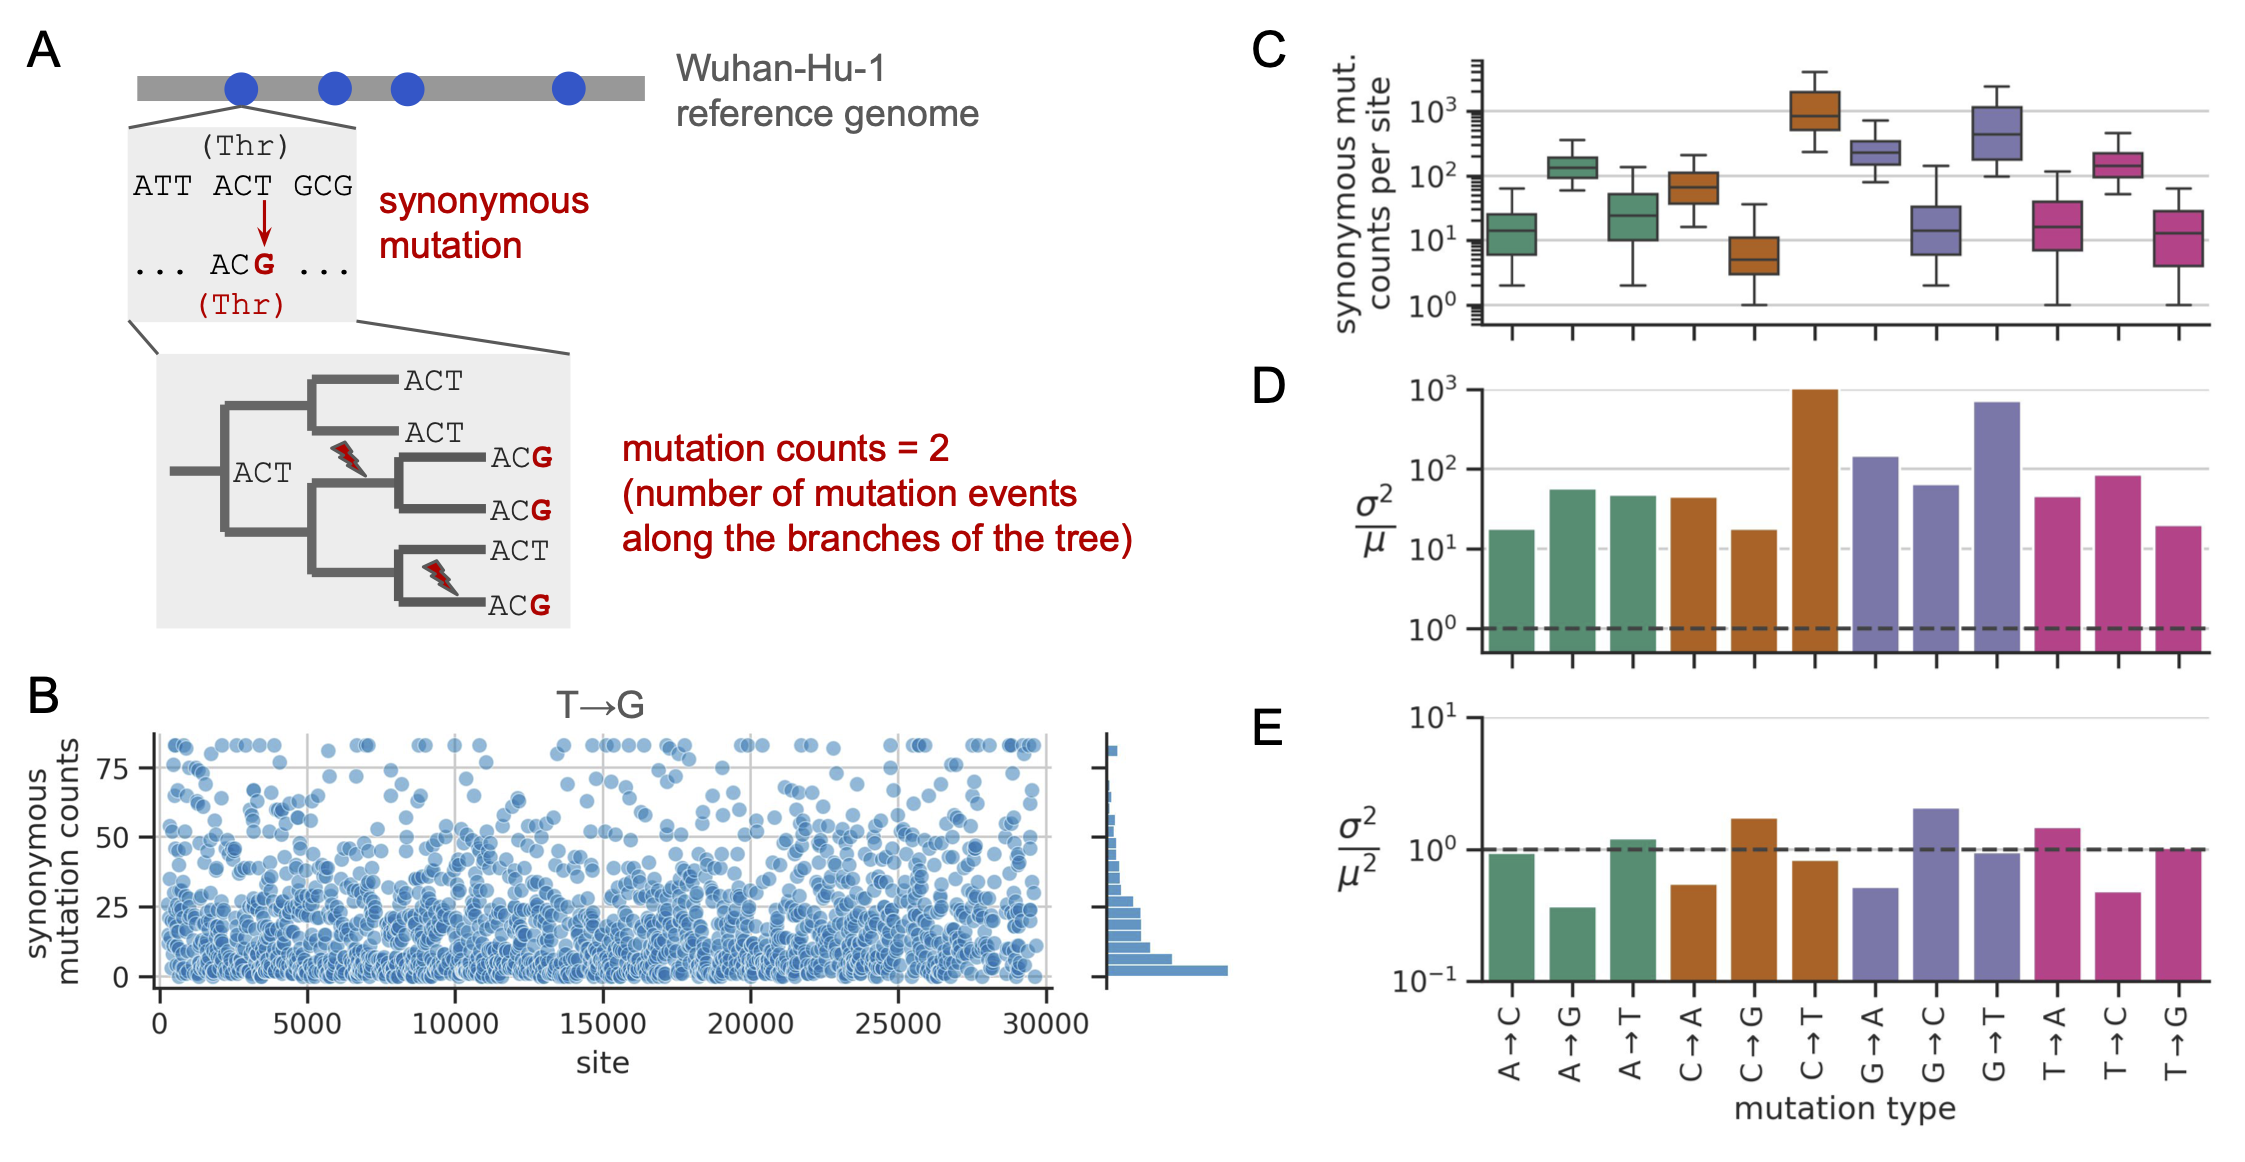 A
Wuhan-Hu-1
reference genome
(Thr)
ATT ACT GCG
synonymous
mutation
... ACG ...
(Thr)
ACT
ACT
ACG
ACT
ACG
ACT
ACG
mutation counts = 2
(number of mutation events
along the branches of the tree)
B
T→G
synonymous
mutation counts
75
50
25
0
0 5000 10000 15000 20000 25000 30000
site
C
synonymous mut.
counts per site
10³
10²
10¹
10⁰
D
σ²
μ
10³
10²
10¹
10⁰
E
σ²
μ²
10¹
10⁰
10⁻¹
A→C A→G A→T C→A C→G C→T G→A G→C G→T T→A T→C T→G
mutation type